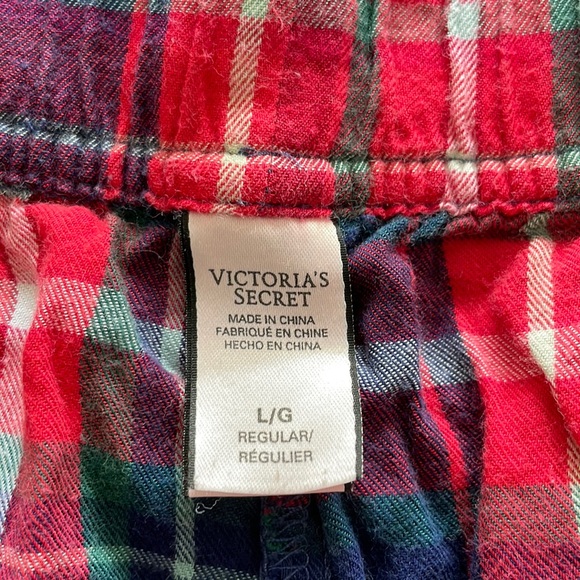 VICTORIA'S
SECRET
MADE IN CHINA
FABRIQUÉ EN CHINE
HECHO EN CHINA
L/G
REGULAR/
RÉGULIER